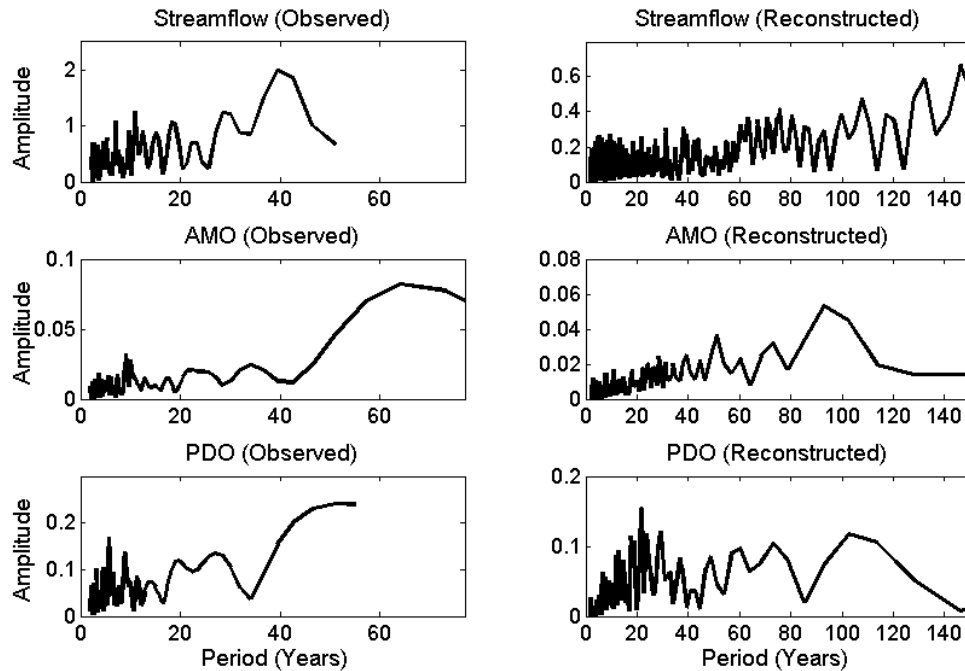 Streamflow (Observed)
Amplitude
2
1
0
0 20 40 60
Streamflow (Reconstructed)
0.6
0.4
0.2
0
0 20 40 60 80 100 120 140
AMO (Observed)
Amplitude
0.1
0.05
0
0 20 40 60
AMO (Reconstructed)
0.08
0.06
0.04
0.02
0
0 20 40 60 80 100 120 140
PDO (Observed)
Amplitude
0.2
0.1
0
0 20 40 60
Period (Years)
PDO (Reconstructed)
0.2
0.1
0
0 20 40 60 80 100 120 140
Period (Years)